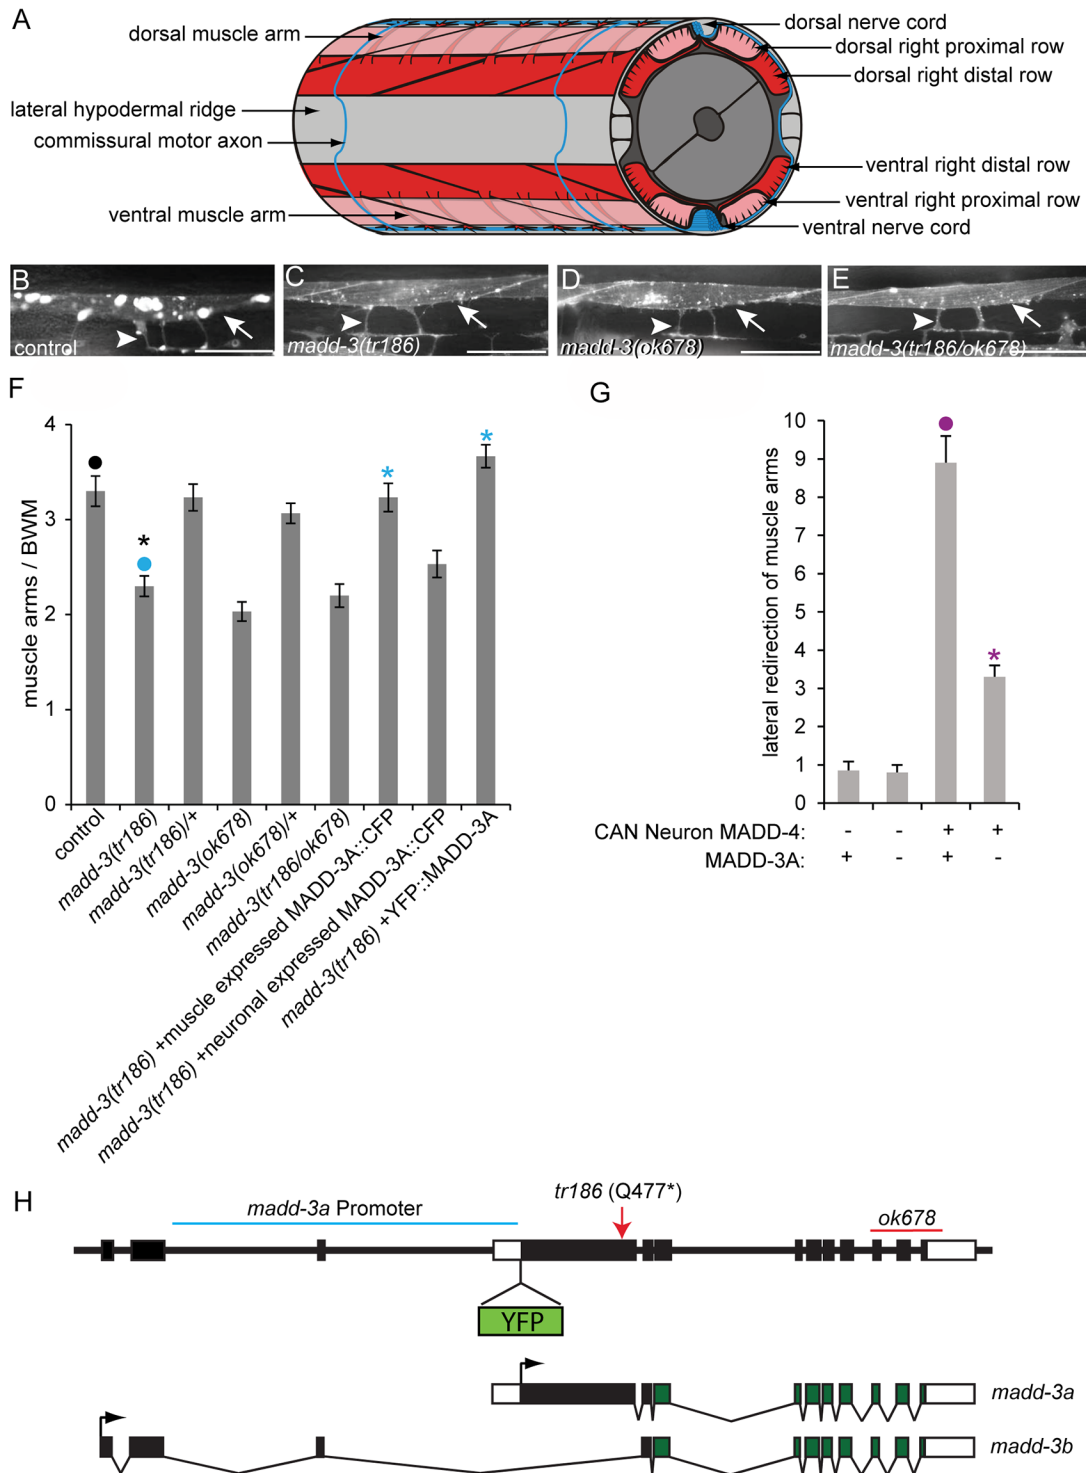 A
dorsal muscle arm
lateral hypodermal ridge
commissural motor axon
ventral muscle arm
dorsal nerve cord
dorsal right proximal row
dorsal right distal row
ventral right distal row
ventral right proximal row
ventral nerve cord
B
control
C
madd-3(tr186)
D
madd-3(ok678)
E
madd-3(tr186/ok678)
F
muscle arms / BWM
4
3
2
1
0
*
*
*
control
madd-3(tr186)
madd-3(tr186)/+
madd-3(ok678)
madd-3(ok678)/+
madd-3(tr186/ok678)
madd-3(tr186) +muscle expressed MADD-3A::CFP
madd-3(tr186) +neuronal expressed MADD-3A::CFP
madd-3(tr186) +YFP::MADD-3A
G
lateral redirection of muscle arms
10
9
8
7
6
5
4
3
2
1
0
*
CAN Neuron MADD-4: - - + +
MADD-3A: + - + -
H
madd-3a Promoter
tr186 (Q477*)
ok678
YFP
madd-3a
madd-3b